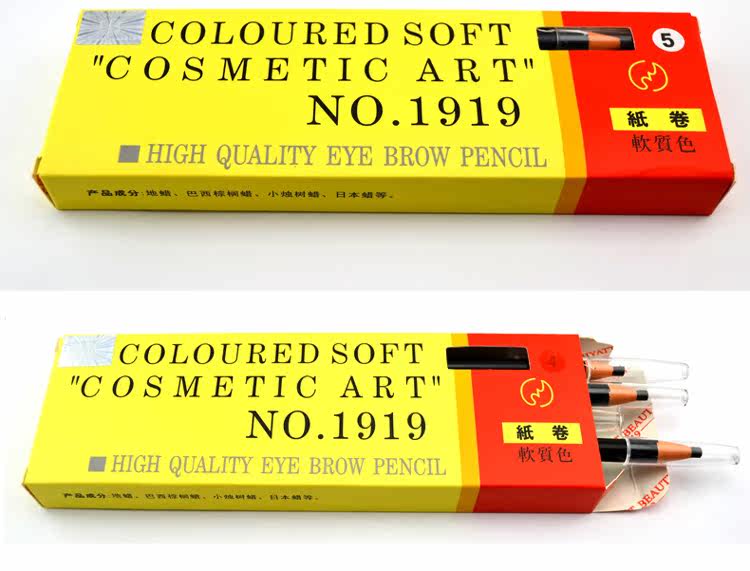 COLOURED SOFT
"COSMETIC ART"
NO.1919
HIGH QUALITY EYE BROW PENCIL
产品成分:地蜡、巴西棕榈蜡、小烛树蜡、日本蜡等。
5
紙卷
軟質色
COLOURED SOFT
"COSMETIC ART"
NO.1919
HIGH QUALITY EYE BROW PENCIL
产品成分:地蜡、巴西棕榈蜡、小烛树蜡、日本蜡等。
4
紙卷
軟質色
BEAUT